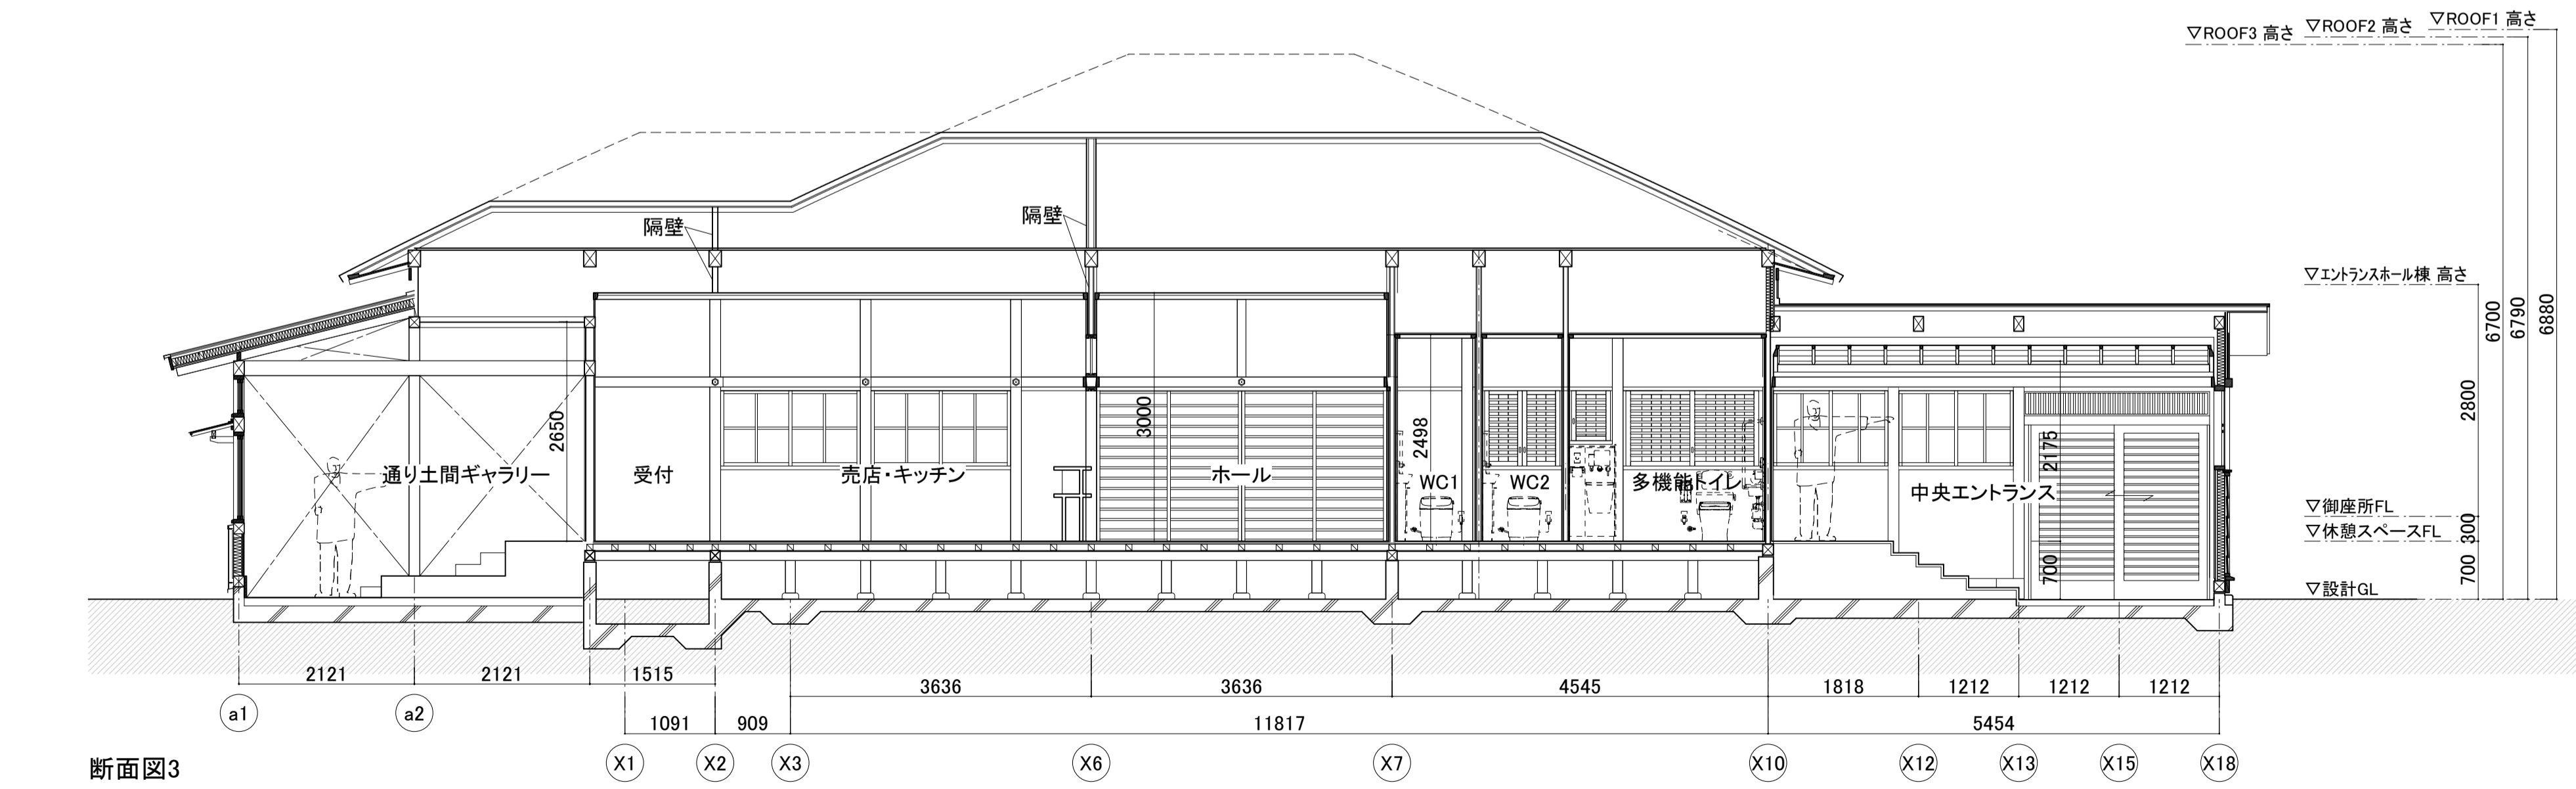 ▽ROOF3 高さ
▽ROOF2 高さ
▽ROOF1 高さ
隔壁
隔壁
▽エントランスホール棟 高さ
6700
6790
6880
2800
2650
3000
2498
2175
通り土間ギャラリー
受付
売店・キッチン
ホール
WC1
WC2
多機能トイレ
中央エントランス
▽御座所FL
300
▽休憩スペースFL
700
700
▽設計GL
2121
2121
1515
3636
3636
4545
1818
1212
1212
1212
a1
a2
1091
909
11817
5454
X1
X2
X3
X6
X7
X10
X12
X13
X15
X18
断面図3